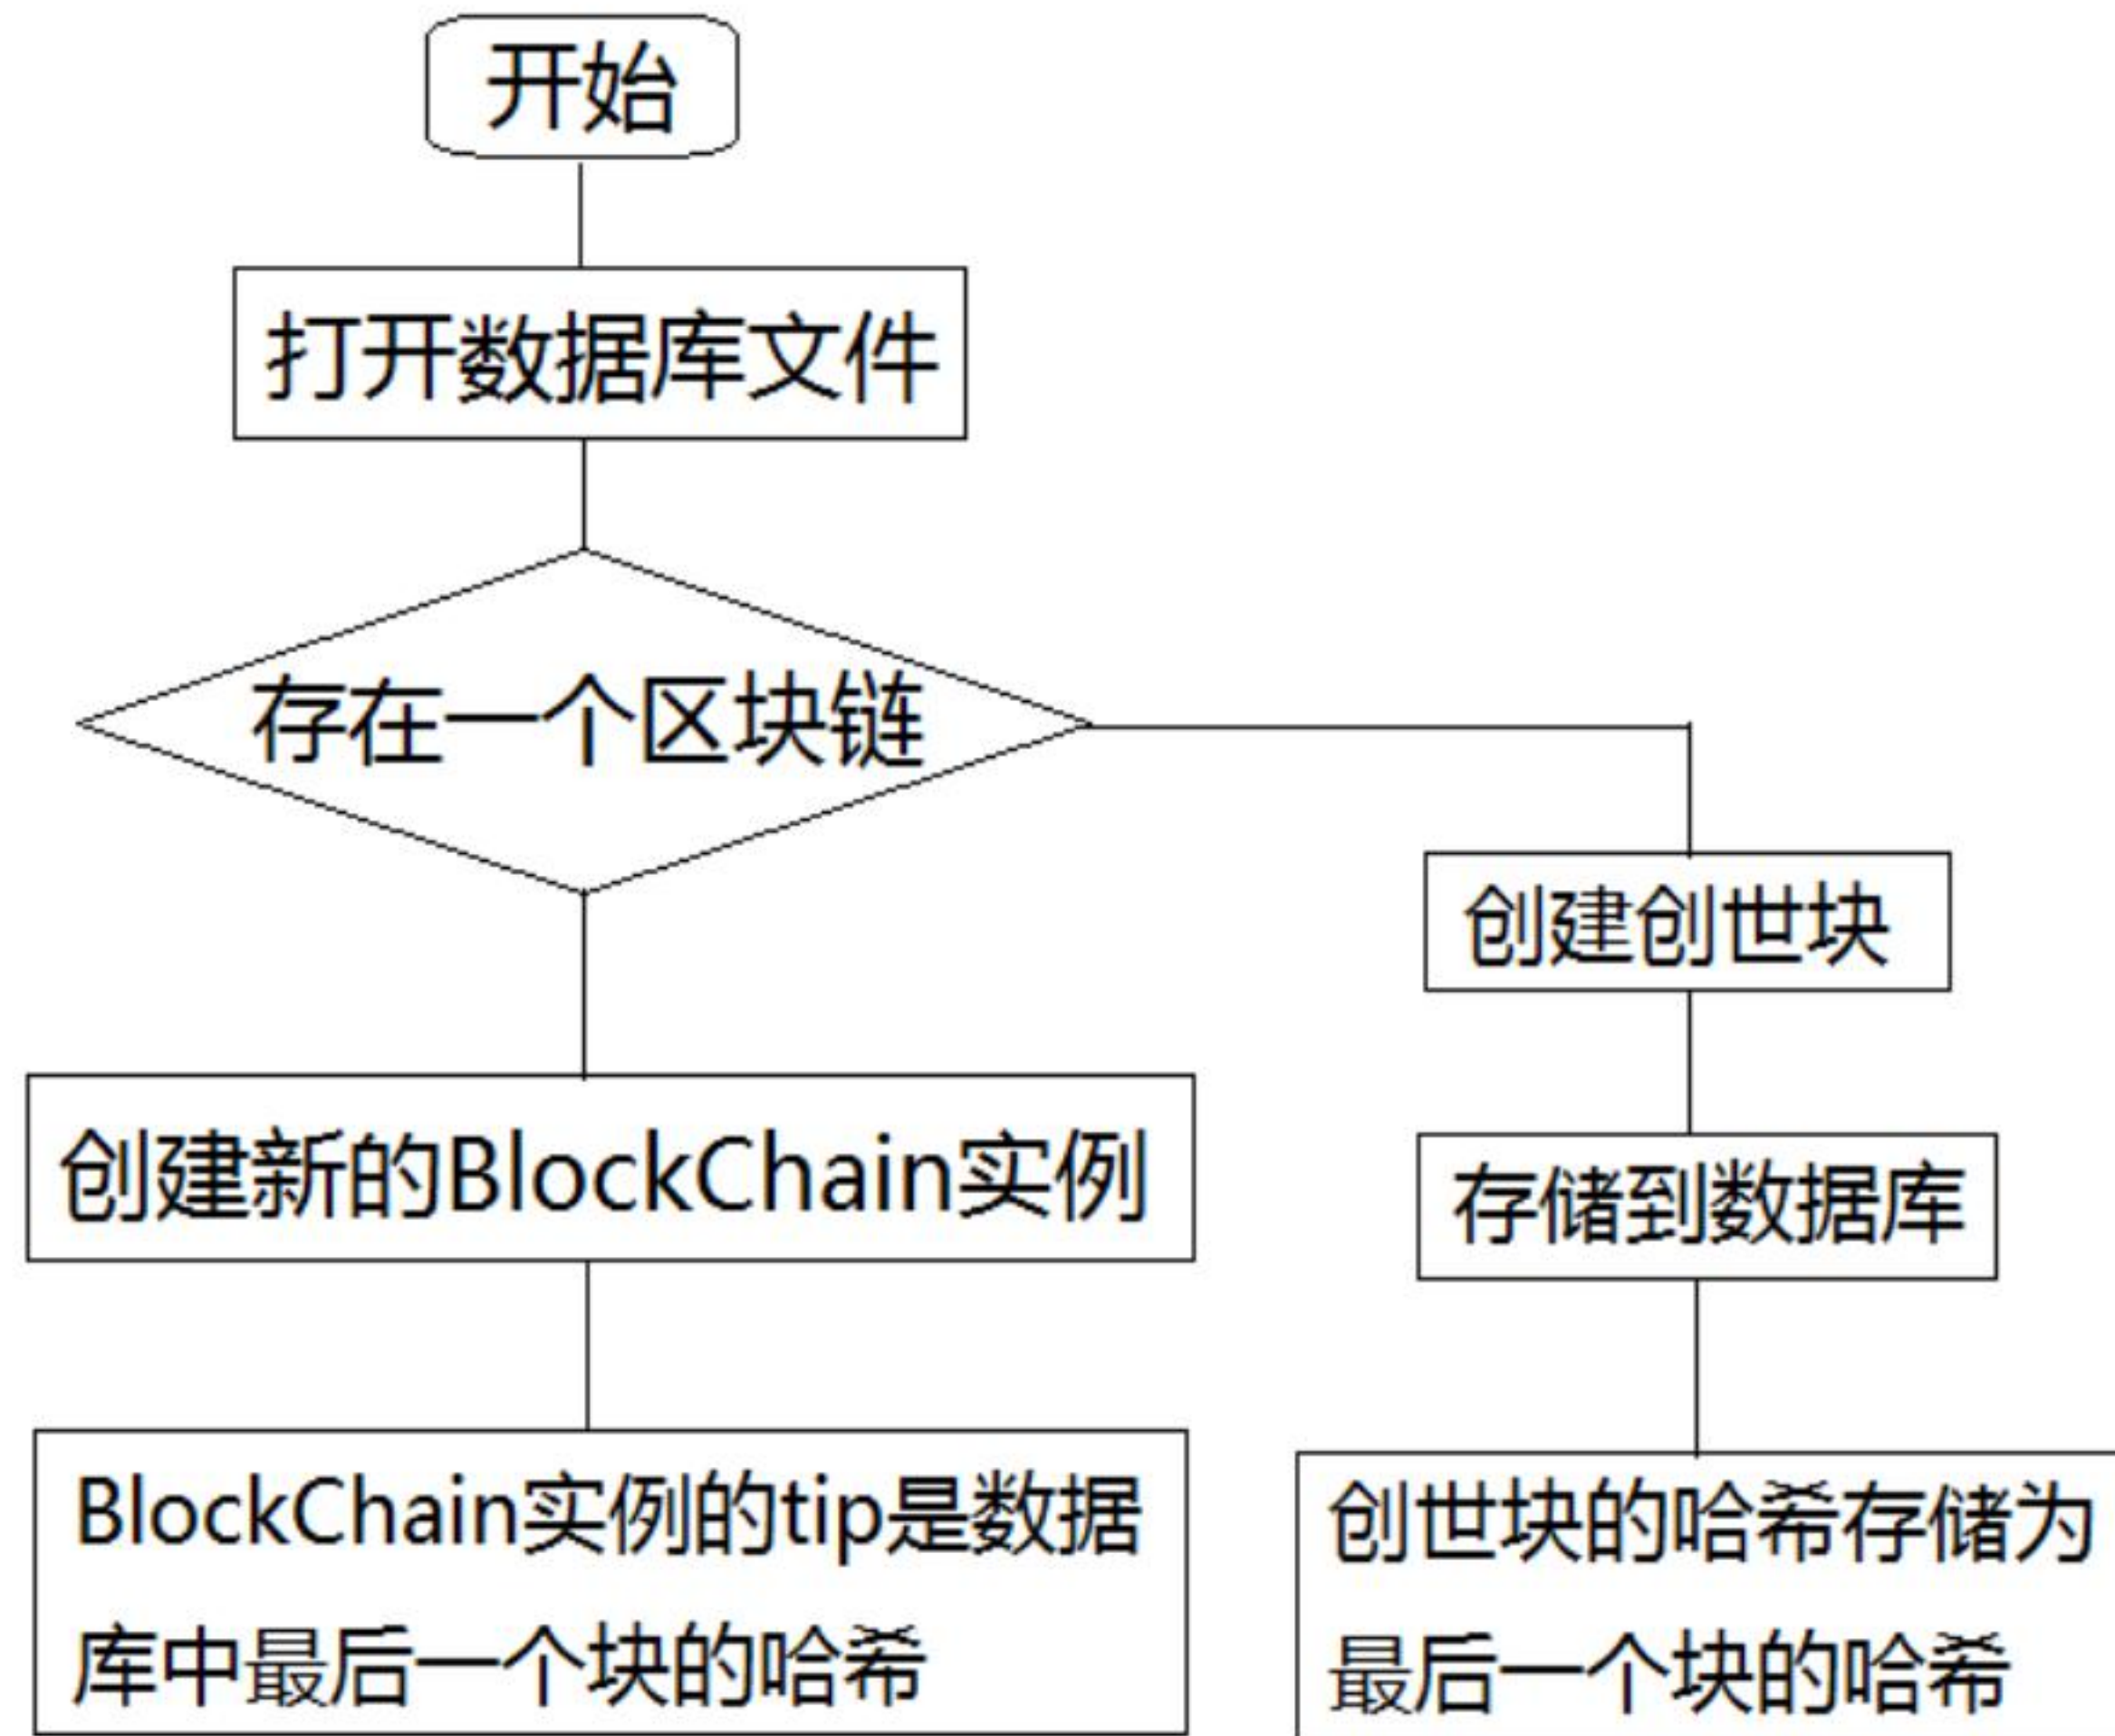 开始
打开数据库文件
存在一个区块链
创建新的BlockChain实例
BlockChain实例的tip是数据
库中最后一个块的哈希
创建创世块
存储到数据库
创世块的哈希存储为
最后一个块的哈希